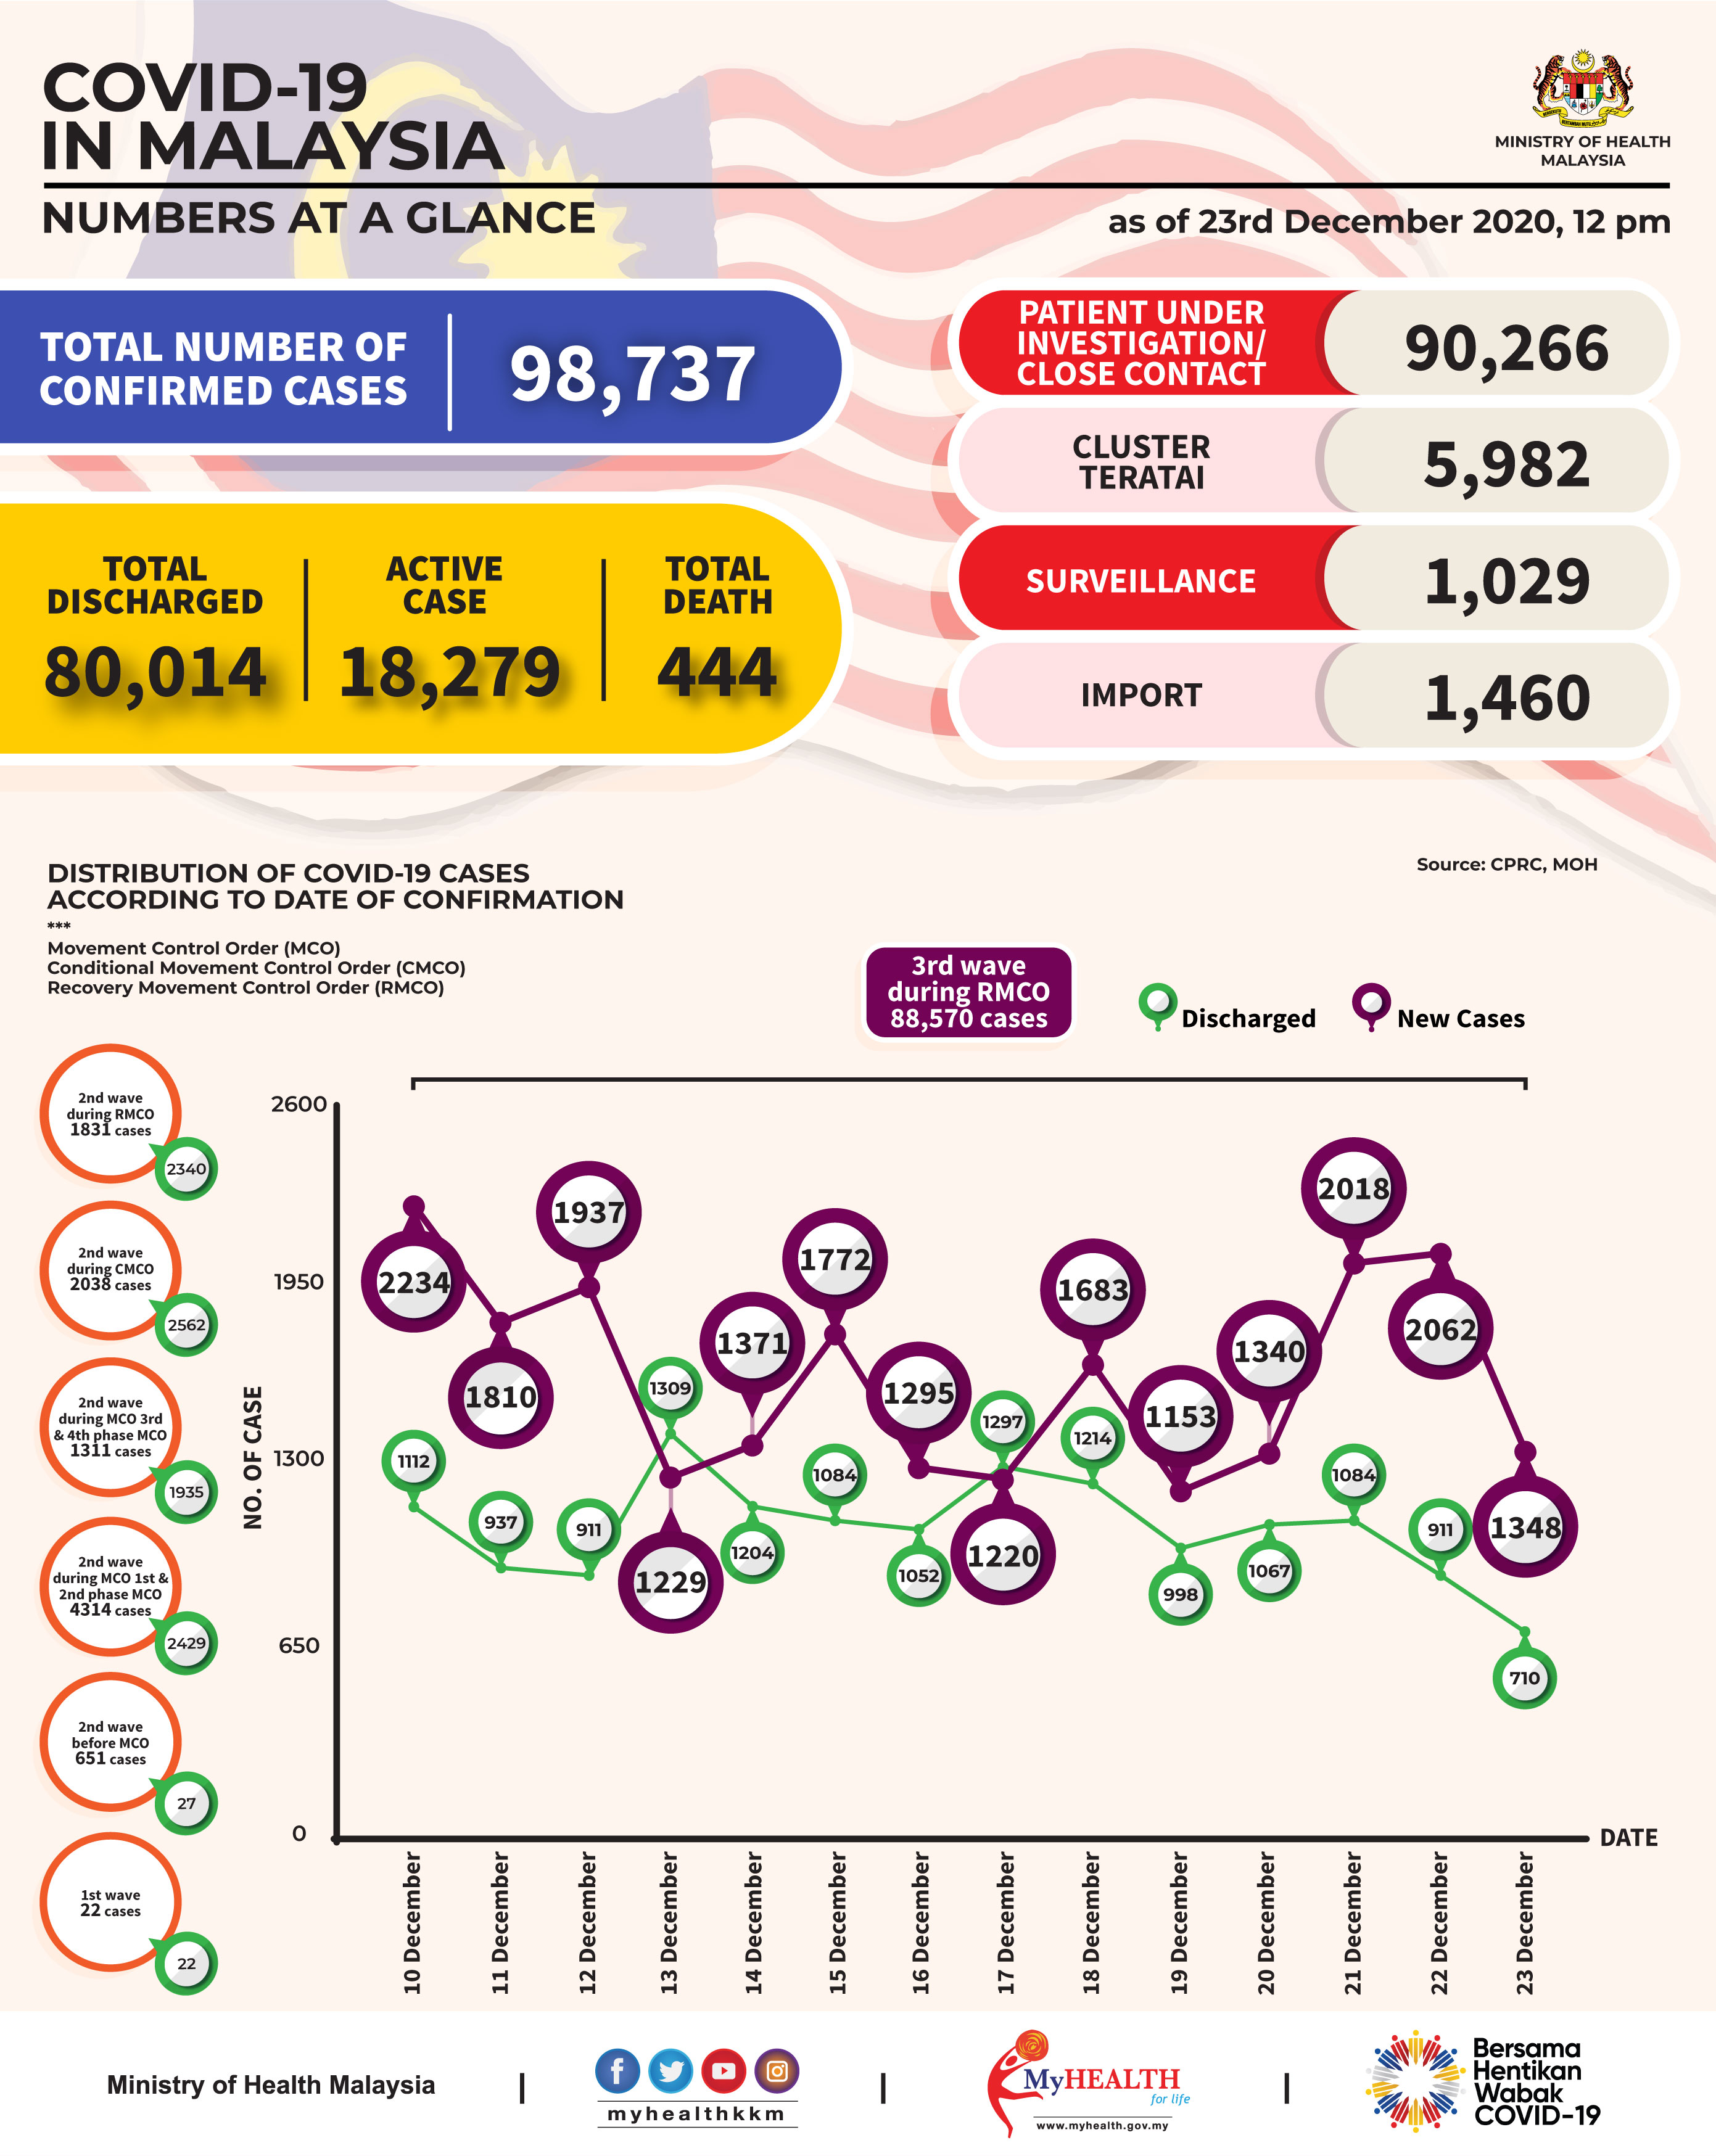 COVID-19
IN MALAYSIA
MINISTRY OF HEALTH
MALAYSIA
NUMBERS AT A GLANCE
as of 23rd December 2020, 12 pm
TOTAL NUMBER OF
CONFIRMED CASES
98,737
TOTAL
DISCHARGED
80,014
ACTIVE
CASE
18,279
TOTAL
DEATH
444
PATIENT UNDER
INVESTIGATION/
CLOSE CONTACT
90,266
CLUSTER
TERATAI
5,982
SURVEILLANCE
1,029
IMPORT
1,460
DISTRIBUTION OF COVID-19 CASES
ACCORDING TO DATE OF CONFIRMATION
***
Movement Control Order (MCO)
Conditional Movement Control Order (CMCO)
Recovery Movement Control Order (RMCO)
Source: CPRC, MOH
3rd wave
during RMCO
88,570 cases
Discharged
New Cases
2nd wave
during RMCO
1831 cases
2340
2nd wave
during CMCO
2038 cases
2562
2nd wave
during MCO 3rd
& 4th phase MCO
1311 cases
1935
2nd wave
during MCO 1st &
2nd phase MCO
4314 cases
2429
2nd wave
before MCO
651 cases
27
1st wave
22 cases
22
NO. OF CASE
2600
1950
1300
650
0
2234
1810
1937
1229
1371
1772
1295
1220
1683
1153
1340
2018
2062
1348
1112
937
911
1309
1204
1084
1052
1297
1214
998
1067
1084
911
710
DATE
10 December
11 December
12 December
13 December
14 December
15 December
16 December
17 December
18 December
19 December
20 December
21 December
22 December
23 December
Ministry of Health Malaysia
myhealthkkm
MyHEALTH
for life
www.myhealth.gov.my
Bersama
Hentikan
Wabak
COVID-19